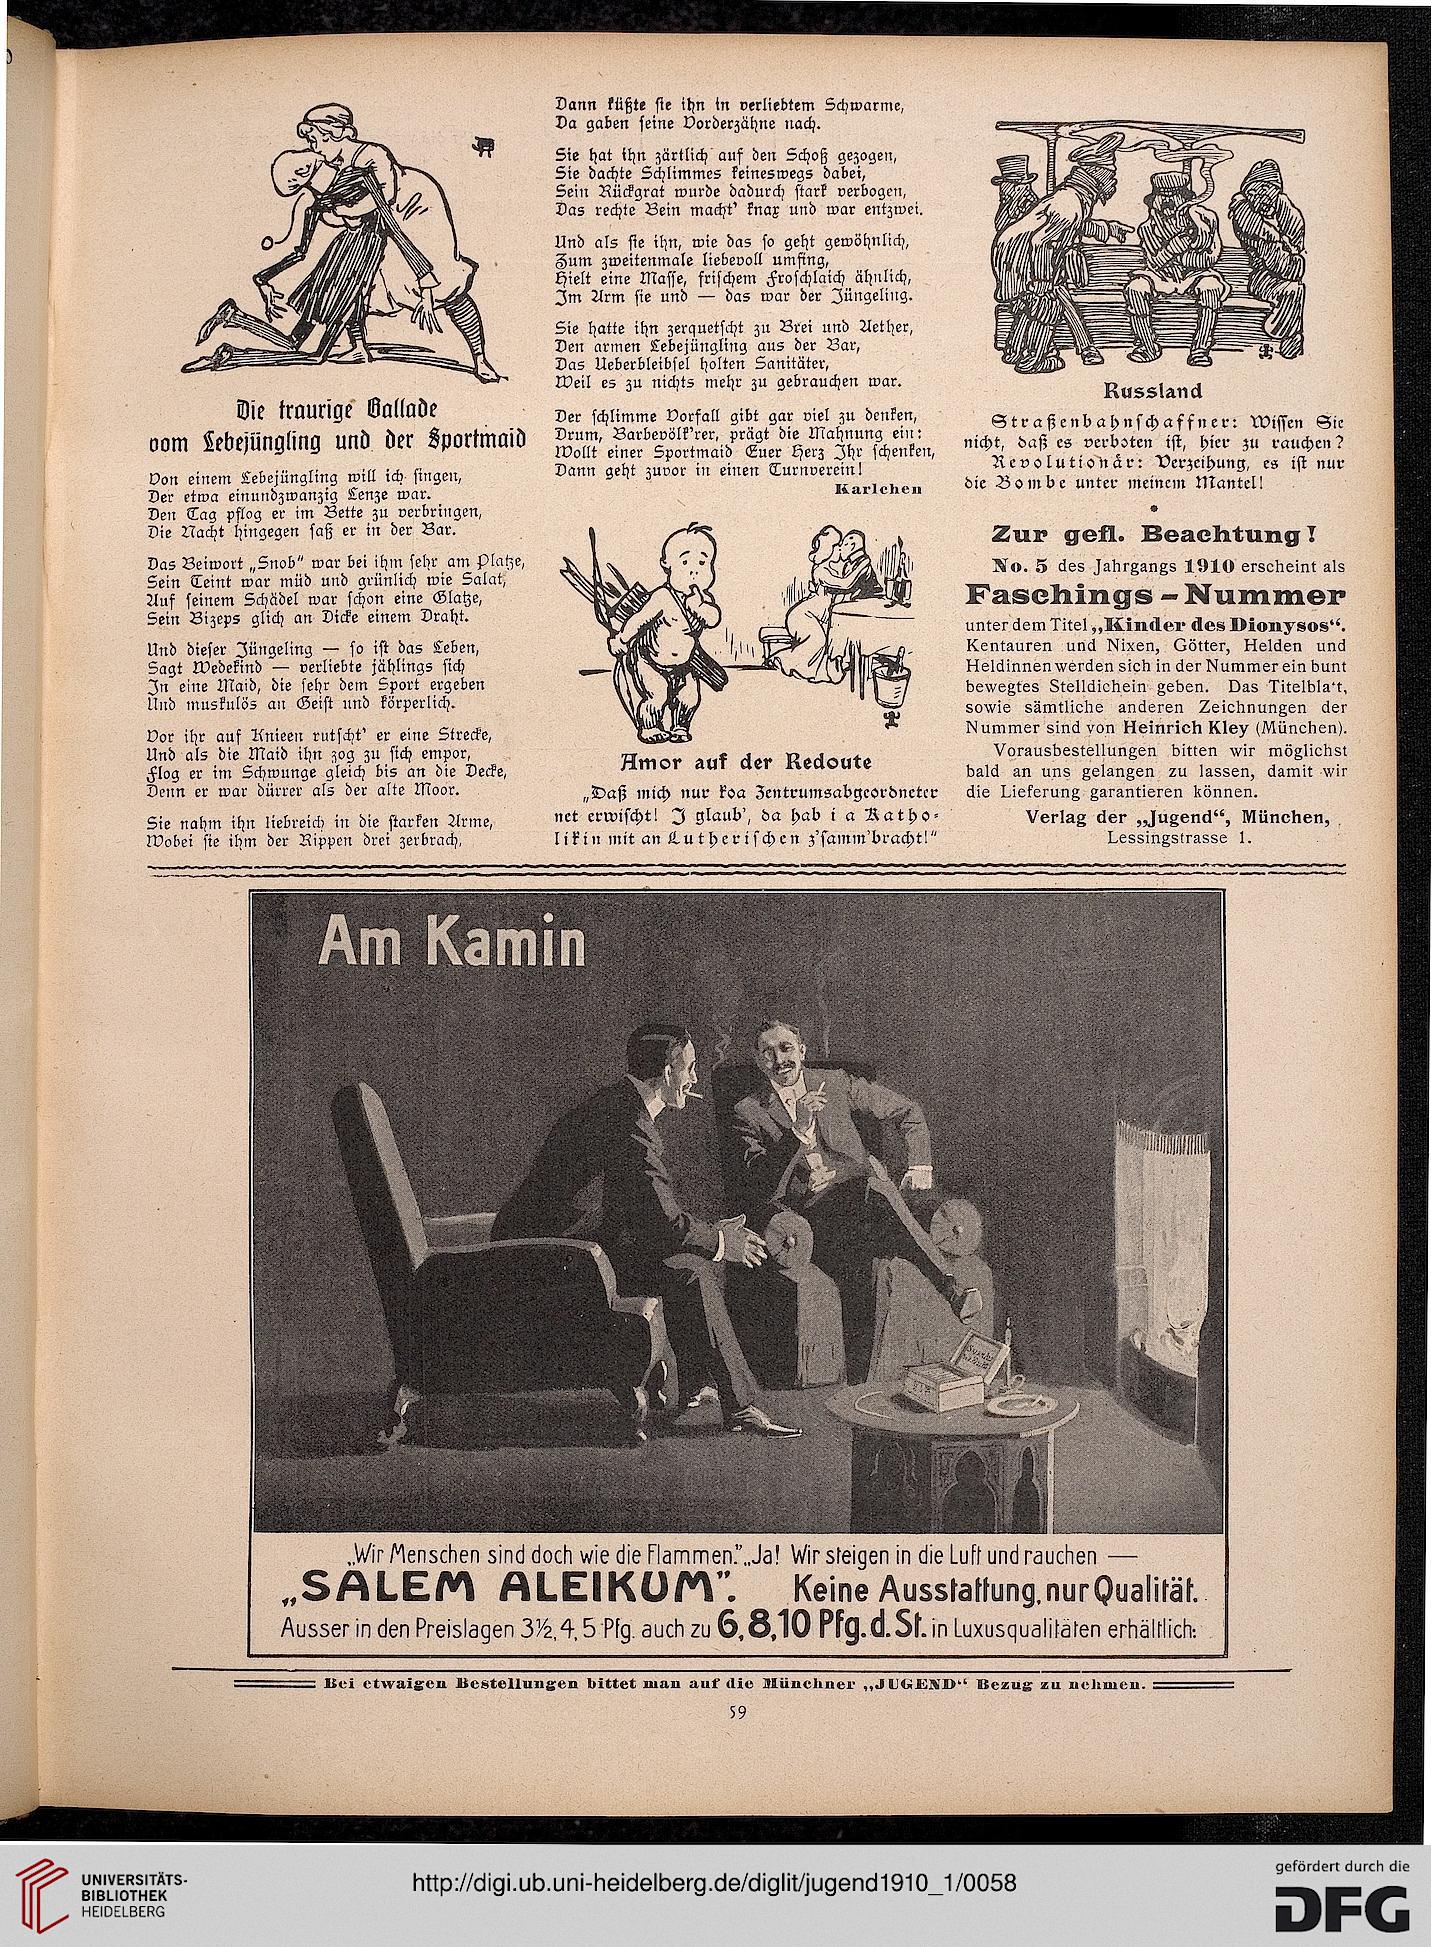 Die traurige Ballade
vom Lebejüngling und der Sportmaid
Von einem Lebejüngling will ich singen,
Der etwa einundzwanzig Lenze war.
Den Tag pflog er im Bette zu verbringen,
Die Nacht hingegen saß er in der Bar.
Das Beiwort „Snob“ war bei ihm sehr am Platze,
Sein Teint war müd und grünlich wie Salat,
Auf seinem Schädel war schon eine Glatze,
Sein Bizeps glich an Dicke einem Draht.
Und dieser Jüngeling — so ist das Leben,
Sagt Wedekind — verliebte jählings sich
In eine Maid, die sehr dem Sport ergeben
Und muskulös an Geist und körperlich.
Vor ihr auf Knieen rutscht' er eine Strecke,
Und als die Maid ihn zog zu sich empor,
Flog er im Schwunge gleich bis an die Decke,
Denn er war dürrer als der alte Moor.
Sie nahm ihn liebreich in die starken Arme,
Wobei sie ihm der Rippen drei zerbrach,
Dann küßte sie ihn in verliebtem Schwarme,
Da gaben seine Vorderzähne nach.
Sie hat ihn zärtlich auf den Schoß gezogen,
Sie dachte Schlimmes keineswegs dabei,
Sein Rückgrat wurde dadurch stark verbogen,
Das rechte Bein macht' knax und war entzwei.
Und als sie ihn, wie das so geht gewöhnlich,
Zum zweitenmale liebevoll umfing,
Hielt eine Masse, frischem Froschlaich ähnlich,
Im Arm sie und — das war der Jüngeling.
Sie hatte ihn zerquetscht zu Brei und Aether,
Den armen Lebejüngling aus der Bar,
Das Ueberbleibsel holten Sanitäter,
Weil es zu nichts mehr zu gebrauchen war.
Der schlimme Vorfall gibt gar viel zu denken,
Drum, Barbevölk'rer, prägt die Mahnung ein:
Wollt einer Sportmaid Euer Herz Ihr schenken,
Dann geht zuvor in einen Turnverein!
Karlchen
Amor auf der Redoute
„Daß mich nur koa Zentrumsabgeordneter
net erwischt! I glaub', da hab i a Katho-
likin mit an Lutherischen z'samm'bracht!“
Russland
Straßenbahnschaffner: Wissen Sie
nicht, daß es verboten ist, hier zu rauchen?
Revolutionär: Verzeihung, es ist nur
die Bombe unter meinem Mantel!
Zur gefl. Beachtung!
No. 5 des Jahrgangs 1910 erscheint als
Faschings-Nummer
unter dem Titel „Kinder des Dionysos“.
Kentauren und Nixen, Götter, Helden und
Heldinnen werden sich in der Nummer ein bunt
bewegtes Stelldichein geben. Das Titelblatt,
sowie sämtliche anderen Zeichnungen der
Nummer sind von Heinrich Kley (München).
Vorausbestellungen bitten wir möglichst
bald an uns gelangen zu lassen, damit wir
die Lieferung garantieren können.
Verlag der „Jugend“, München,
Lessingstrasse 1.
Am Kamin
„Wir Menschen sind doch wie die Flammen.“ „Ja! Wir steigen in die Luft und rauchen —
„SALEM ALEIKUM“. Keine Ausstattung, nur Qualität.
Ausser in den Preislagen 3½, 4, 5 Pfg. auch zu 6, 8, 10 Pfg. d. St. in Luxusqualitäten erhältlich:
Bei etwaigen Bestellungen bittet man auf die Münchner „JUGEND“ Bezug zu nehmen.
59
UNIVERSITÄTS-
BIBLIOTHEK
HEIDELBERG
http://digi.ub.uni-heidelberg.de/diglit/jugend1910_1/0058
gefördert durch die
DFG